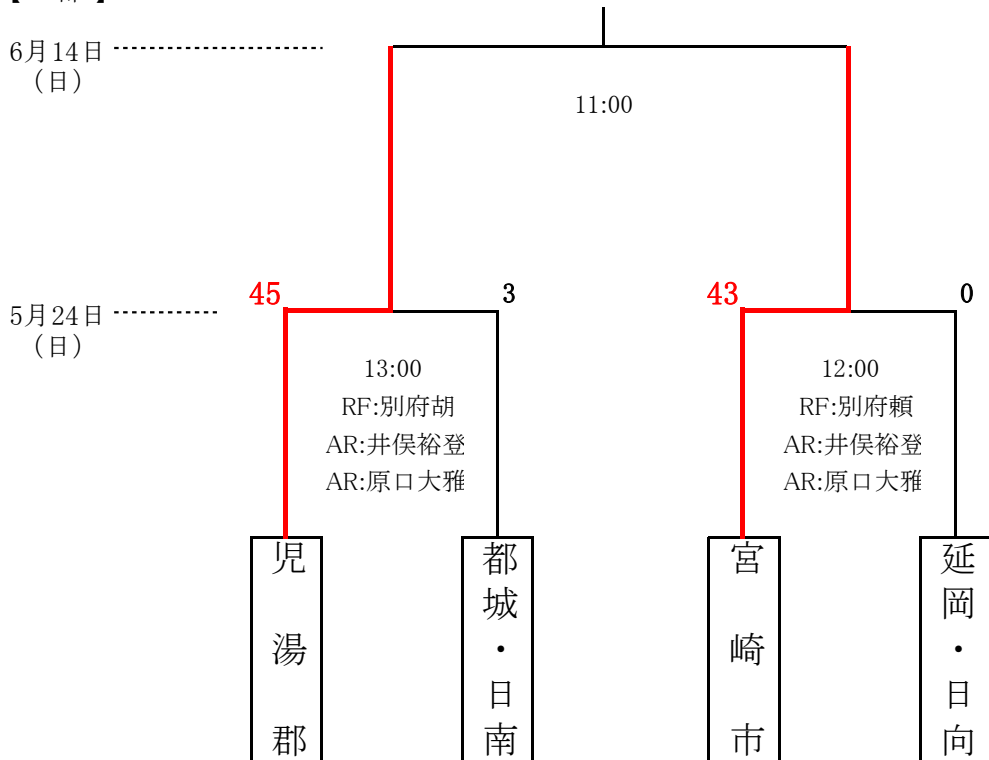 6月14日
（日）
11:00
45
3
43
0
5月24日
（日）
13:00
12:00
RF:別府胡
RF:別府頼
AR:井俣裕登
AR:井俣裕登
AR:原口大雅
AR:原口大雅
児湯郡
都城・日南
宮崎市
延岡・日向